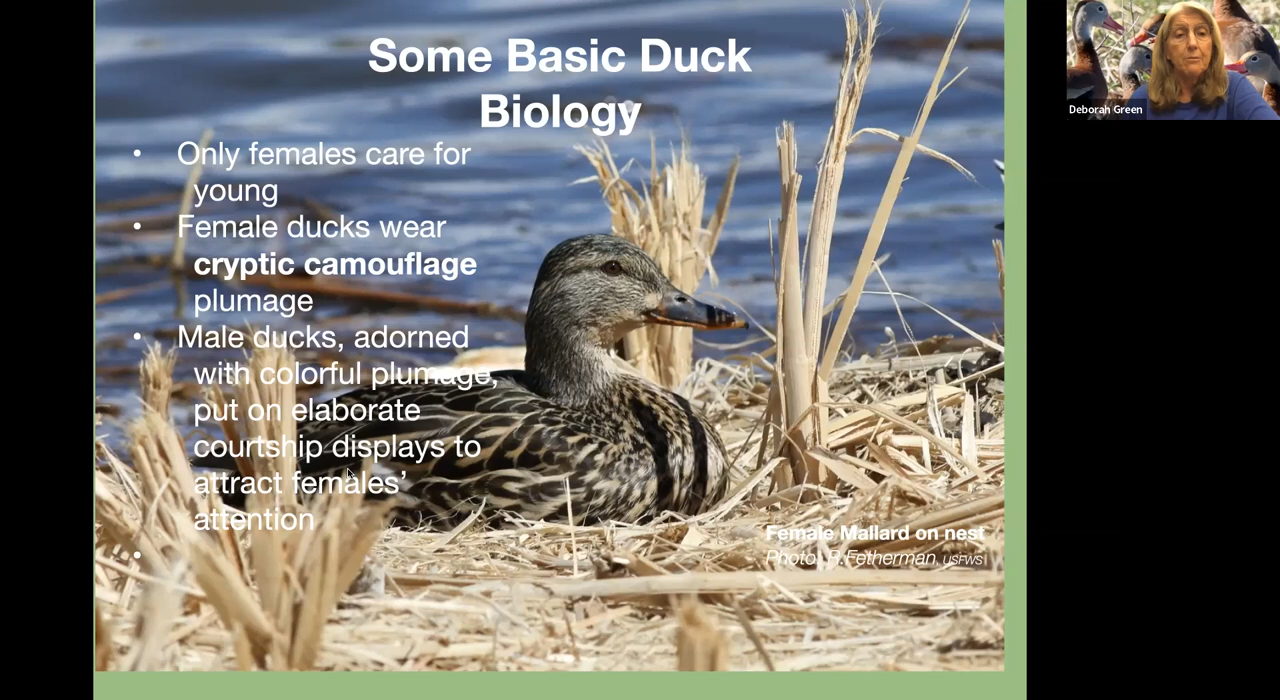 Some Basic Duck
Biology
• Only females care for
young
• Female ducks wear
cryptic camouflage
plumage
• Male ducks, adorned
with colorful plumage,
put on elaborate
courtship displays to
attract females’
attention
•
Female Mallard on nest
Photo: R.Fetherman, USFWS
Deborah Green